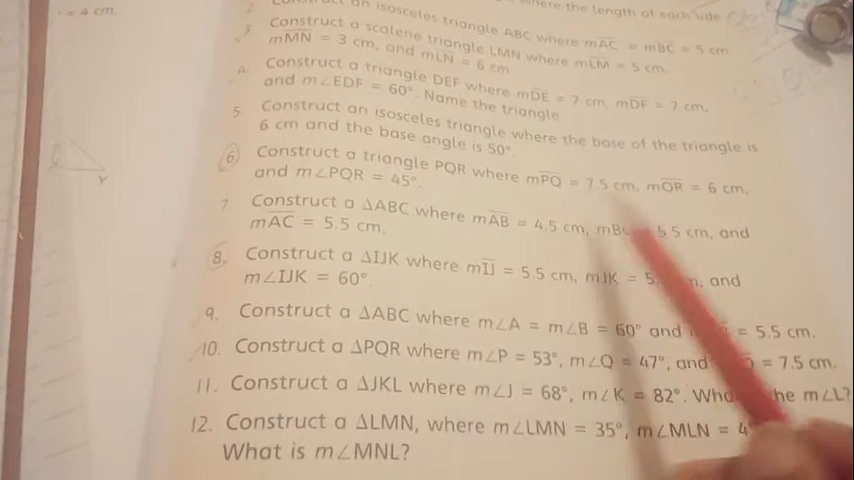 = 4 cm.
an isosceles triangle ABC where mAC = mBC = 5 cm
where the length of each side
3. Construct a scalene triangle LMN where mLM = 5 cm,
mMN = 3 cm, and mLN = 6 cm
4. Construct a triangle DEF where mDE = 7 cm, mDF = 7 cm,
and m∠EDF = 60°. Name the triangle.
5. Construct an isosceles triangle where the base of the triangle is
6 cm and the base angle is 50°.
6. Construct a triangle PQR where mPQ = 7.5 cm, mQR = 6 cm,
and m∠PQR = 45°.
7. Construct a ΔABC where mAB = 4.5 cm, 5.5 cm, and
mAC = 5.5 cm.
8. Construct a ΔIJK where mIJ = 5.5 cm, mJK = and
m∠IJK = 60°.
9. Construct a ΔABC where m∠A = m∠B = 60° and = 5.5 cm.
10. Construct a ΔPQR where m∠P = 53°, m∠Q = 47°, and = 7.5 cm.
11. Construct a ΔJKL where m∠J = 68°, m∠K = 82°. m∠L?
12. Construct a ΔLMN, where m∠LMN = 35°, m∠MLN =
What is m∠MNL?
Y